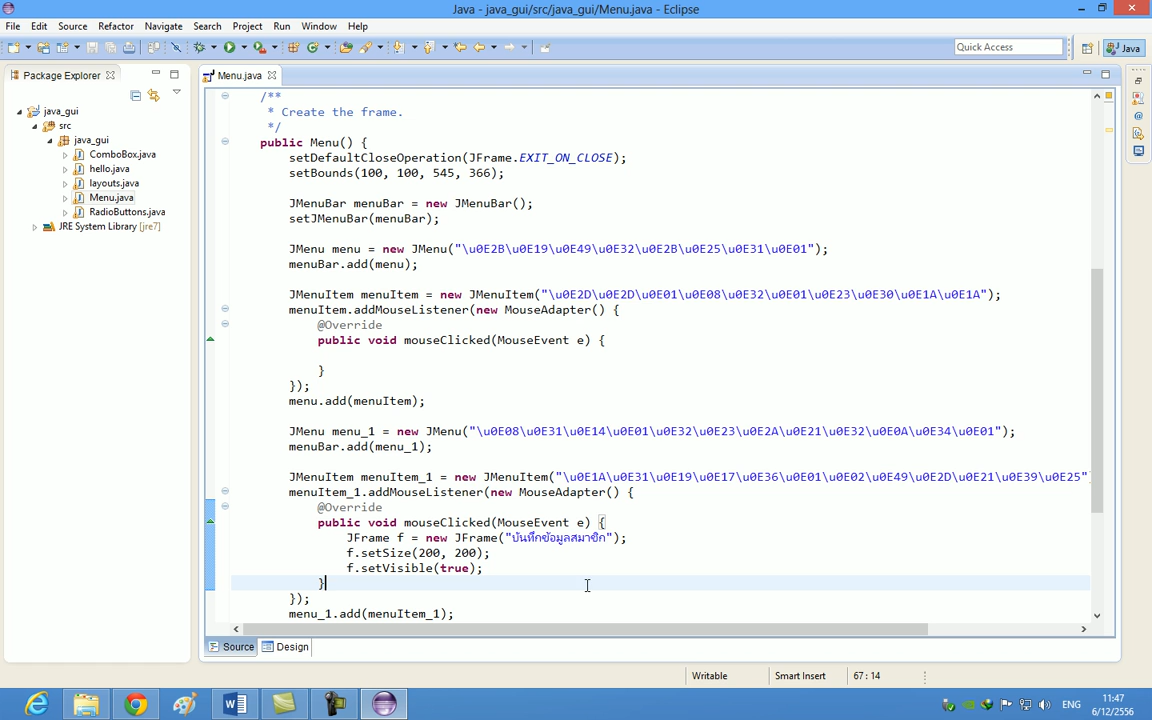 Java - java_gui/src/java_gui/Menu.java - Eclipse
File Edit Source Refactor Navigate Search Project Run Window Help
Quick Access
Java
Package Explorer
Menu.java
java_gui
src
java_gui
ComboBox.java
hello.java
layouts.java
Menu.java
RadioButtons.java
JRE System Library [jre7]
/**
* Create the frame.
*/
public Menu() {
setDefaultCloseOperation(JFrame.EXIT_ON_CLOSE);
setBounds(100, 100, 545, 366);
JMenuBar menuBar = new JMenuBar();
setJMenuBar(menuBar);
JMenu menu = new JMenu("\u0E2B\u0E19\u0E49\u0E32\u0E2B\u0E25\u0E31\u0E01");
menuBar.add(menu);
JMenuItem menuItem = new JMenuItem("\u0E2D\u0E2D\u0E01\u0E08\u0E32\u0E01\u0E23\u0E30\u0E1A\u0E1A");
menuItem.addMouseListener(new MouseAdapter() {
@Override
public void mouseClicked(MouseEvent e) {
}
});
menu.add(menuItem);
JMenu menu_1 = new JMenu("\u0E08\u0E31\u0E14\u0E01\u0E32\u0E23\u0E2A\u0E21\u0E32\u0E0A\u0E34\u0E01");
menuBar.add(menu_1);
JMenuItem menuItem_1 = new JMenuItem("\u0E1A\u0E31\u0E19\u0E17\u0E36\u0E01\u0E02\u0E49\u0E2D\u0E21\u0E39\u0E25"
menuItem_1.addMouseListener(new MouseAdapter() {
@Override
public void mouseClicked(MouseEvent e) {
JFrame f = new JFrame("บันทึกข้อมูลสมาชิก");
f.setSize(200, 200);
f.setVisible(true);
}
});
menu_1.add(menuItem_1);
Source Design
Writable Smart Insert 67 : 14
ENG
11:47
6/12/2556